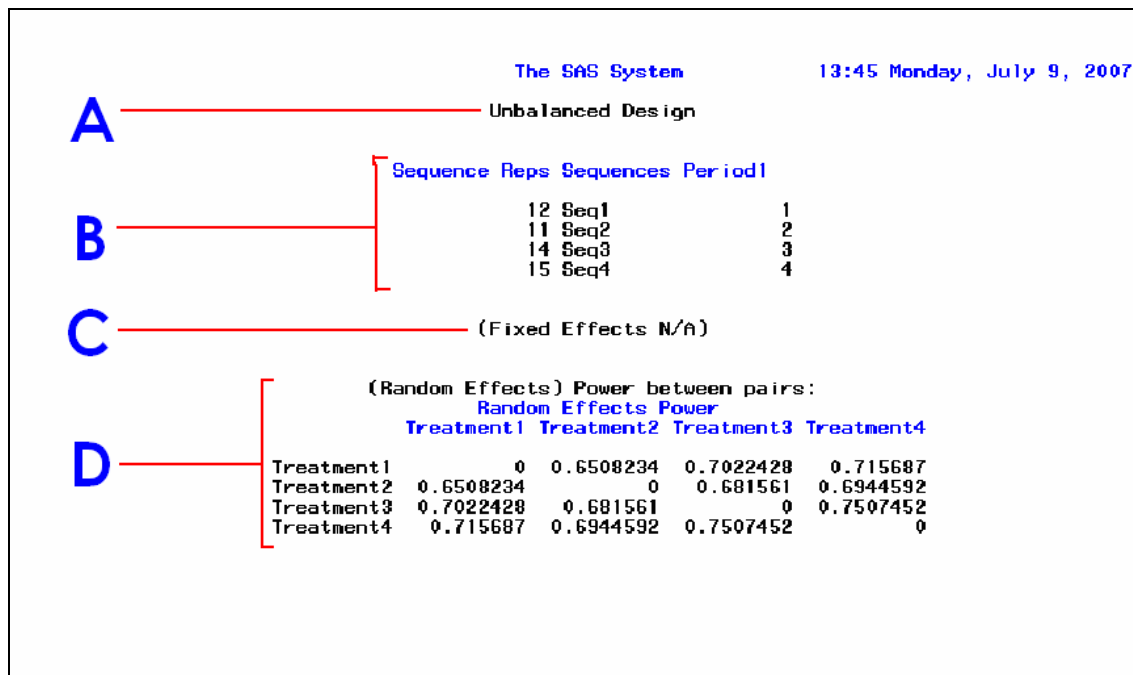 The SAS System 13:45 Monday, July 9, 2007
A Unbalanced Design
Sequence Reps Sequences Period1
B
12 Seq1 1
11 Seq2 2
14 Seq3 3
15 Seq4 4
C (Fixed Effects N/A)
(Random Effects) Power between pairs:
Random Effects Power
Treatment1 Treatment2 Treatment3 Treatment4
D
Treatment1 0 0.6508234 0.7022428 0.715687
Treatment2 0.6508234 0 0.681561 0.6944592
Treatment3 0.7022428 0.681561 0 0.7507452
Treatment4 0.715687 0.6944592 0.7507452 0